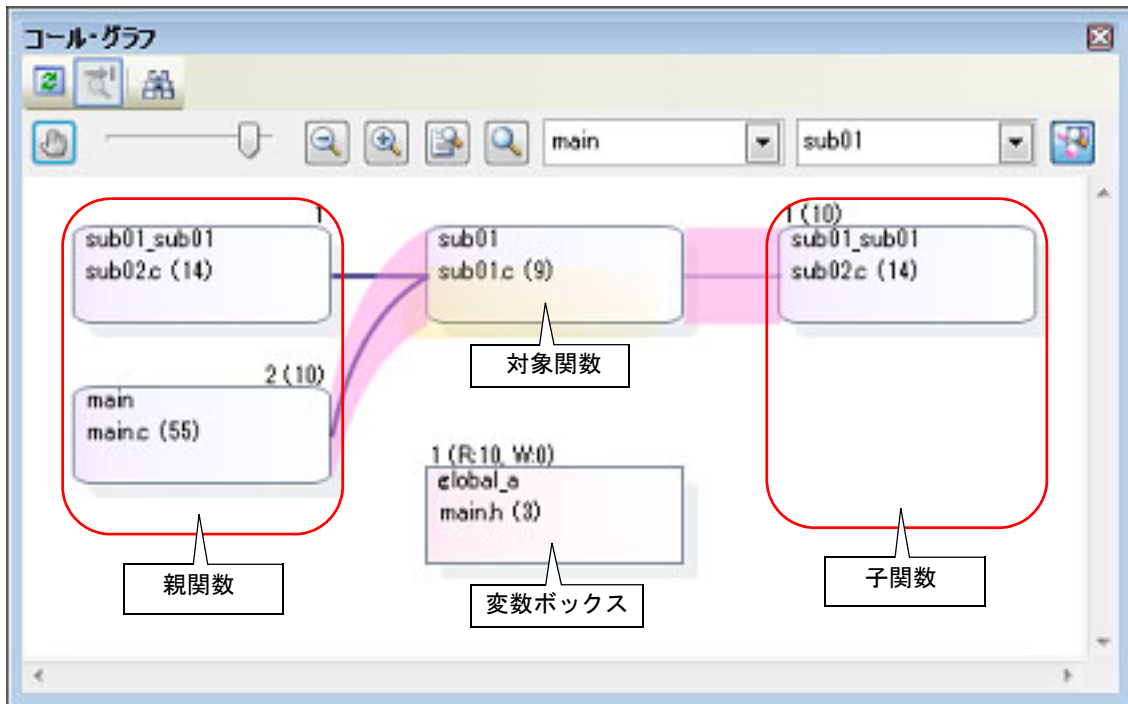 コール・グラフ
main
sub01
1
sub01_sub01
sub02.c (14)
sub01
sub01.c (9)
1 (10)
sub01_sub01
sub02.c (14)
対象関数
2 (10)
main
main.c (55)
1 (R:10, W:0)
global_a
main.h (3)
親関数
変数ボックス
子関数